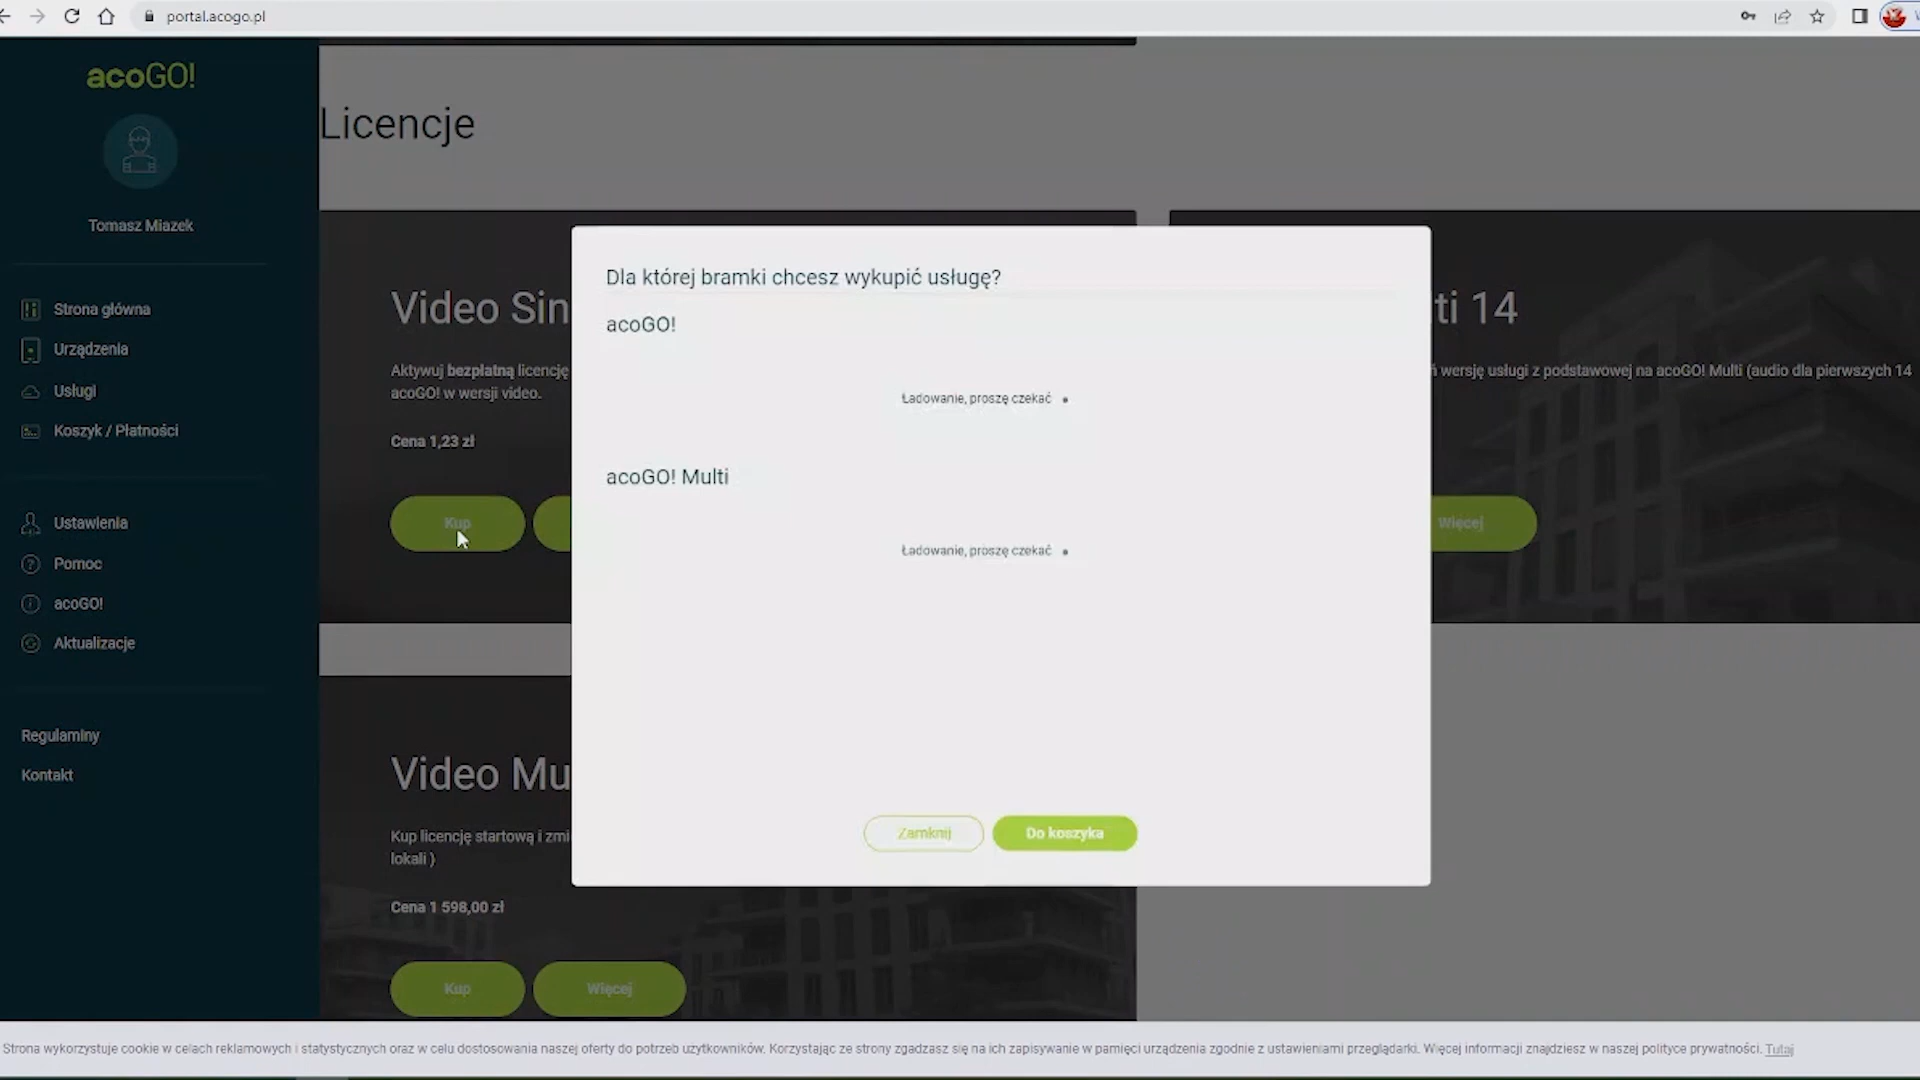 portal.acogo.pl
acoGO!
Tomasz Miazek
Strona główna
Urządzenia
Usługi
Koszyk / Płatności
Ustawienia
Pomoc
acoGO!
Aktualizacje
Regulaminy
Kontakt
Licencje
Video Sin
Aktywuj bezpłatną licencję
acoGO! w wersji video.
Cena 1,23 zł
Kup
ti 14
wersję usługi z podstawowej na acoGO! Multi (audio dla pierwszych 14
Więcej
Dla której bramki chcesz wykupić usługę?
acoGO!
Ładowanie, proszę czekać
acoGO! Multi
Ładowanie, proszę czekać
Zamknij
Do koszyka
Video Mu
Kup licencję startową i zmi
lokali )
Cena 1 598,00 zł
Kup
Więcej
Strona wykorzystuje cookie w celach reklamowych i statystycznych oraz w celu dostosowania naszej oferty do potrzeb użytkowników. Korzystając ze strony zgadzasz się na ich zapisywanie w pamięci urządzenia zgodnie z ustawieniami przeglądarki. Więcej informacji znajdziesz w naszej polityce prywatności. Tutaj